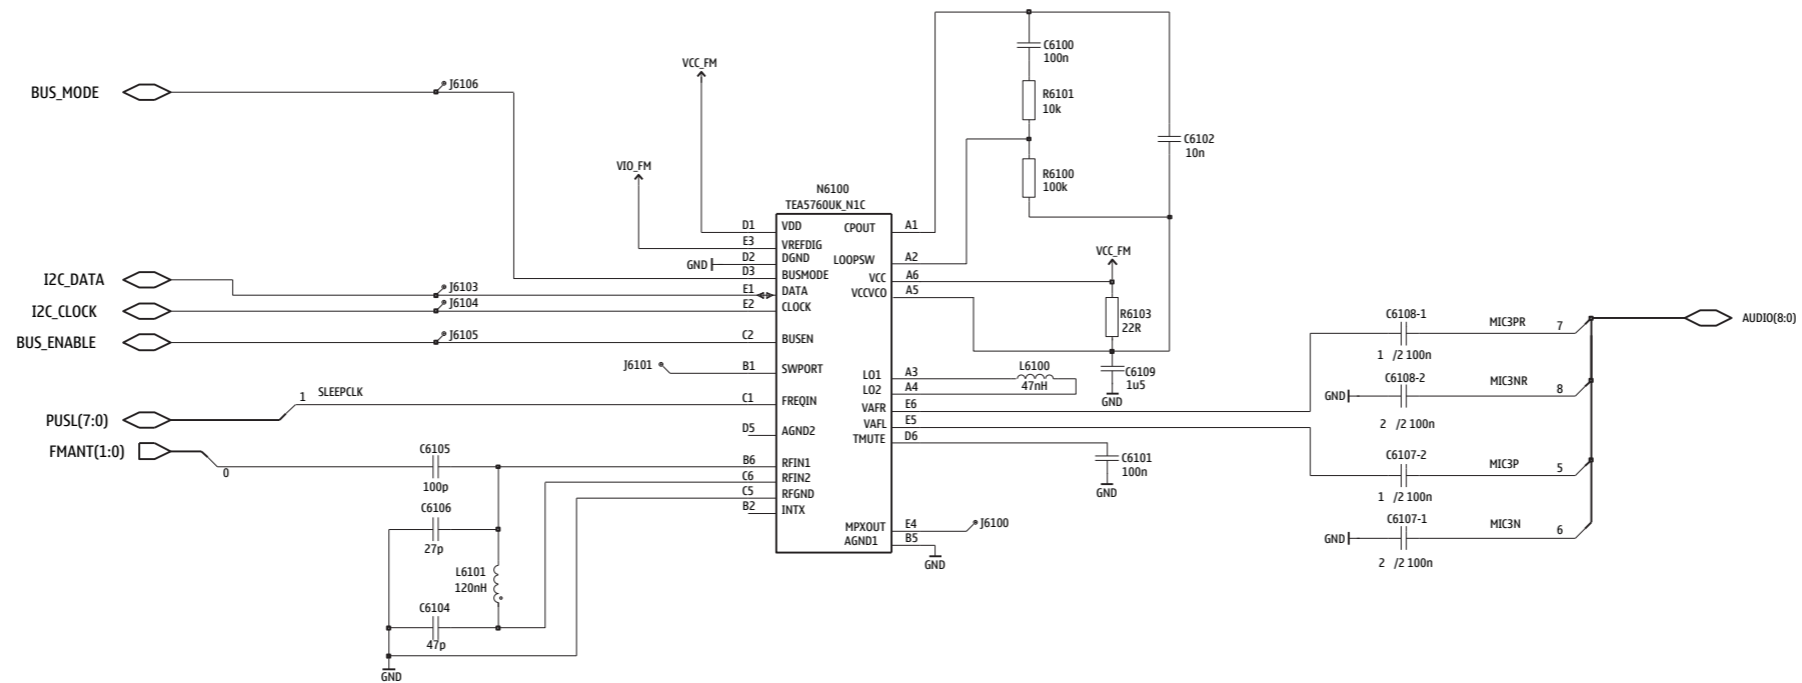 BUS_MODE
J6106
VCC_FM
VIO_FM
C6100
100n
R6101
10k
C6102
10n
R6100
100k
N6100
TEA5760UK_N1C
D1 VDD CPOUT A1
E3 VREFDIG
GND D2 DGND LOOPSW A2
D3 BUSMODE VCC A6
VCC_FM
I2C_DATA J6103 E1 DATA VCCVCO A5
I2C_CLOCK J6104 E2 CLOCK
R6103
22R
BUS_ENABLE J6105 C2 BUSEN
J6101 B1 SWPORT LO1 A3 L6100
47nH
LO2 A4
C6109
1u5
GND
PUSL(7:0) 1 SLEEPCLK C1 FREQIN VAFR E6
D5 AGND2 VAFL E5
TMUTE D6
C6101
100n
GND
FMANT(1:0) 0 C6105
100p
B6 RFIN1
C6 RFIN2
C5 RFGND
B2 INTX
C6106
27p
L6101
120nH
C6104
47p
GND
MPXOUT E4 J6100
AGND1 B5
GND
C6108-1 MIC3PR 7
1 /2 100n
AUDIO(8:0)
C6108-2 MIC3NR 8
GND
2 /2 100n
C6107-2 MIC3P 5
1 /2 100n
C6107-1 MIC3N 6
GND
2 /2 100n